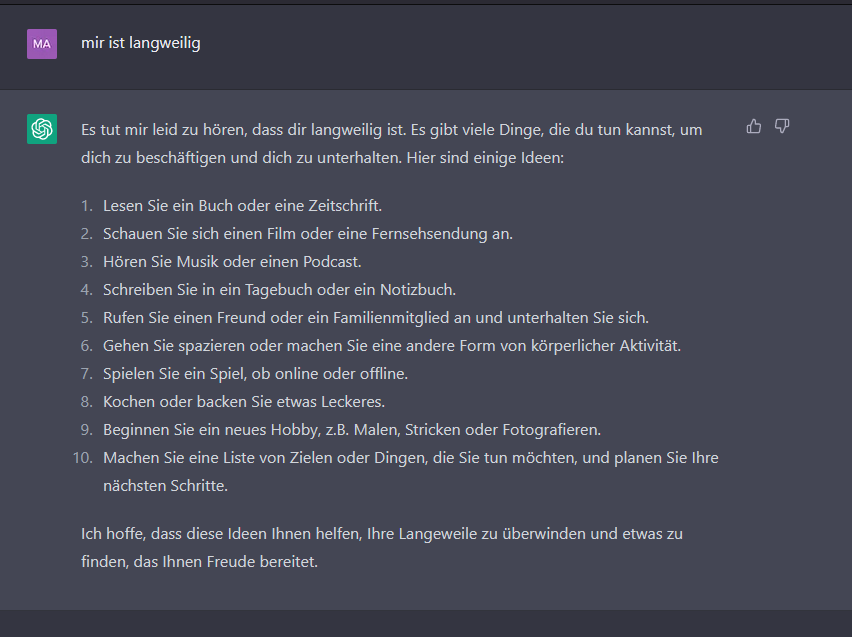 MA
mir ist langweilig
Es tut mir leid zu hören, dass dir langweilig ist. Es gibt viele Dinge, die du tun kannst, um
dich zu beschäftigen und dich zu unterhalten. Hier sind einige Ideen:
1. Lesen Sie ein Buch oder eine Zeitschrift.
2. Schauen Sie sich einen Film oder eine Fernsehsendung an.
3. Hören Sie Musik oder einen Podcast.
4. Schreiben Sie in ein Tagebuch oder ein Notizbuch.
5. Rufen Sie einen Freund oder ein Familienmitglied an und unterhalten Sie sich.
6. Gehen Sie spazieren oder machen Sie eine andere Form von körperlicher Aktivität.
7. Spielen Sie ein Spiel, ob online oder offline.
8. Kochen oder backen Sie etwas Leckeres.
9. Beginnen Sie ein neues Hobby, z.B. Malen, Stricken oder Fotografieren.
10. Machen Sie eine Liste von Zielen oder Dingen, die Sie tun möchten, und planen Sie Ihre
nächsten Schritte.
Ich hoffe, dass diese Ideen Ihnen helfen, Ihre Langeweile zu überwinden und etwas zu
finden, das Ihnen Freude bereitet.